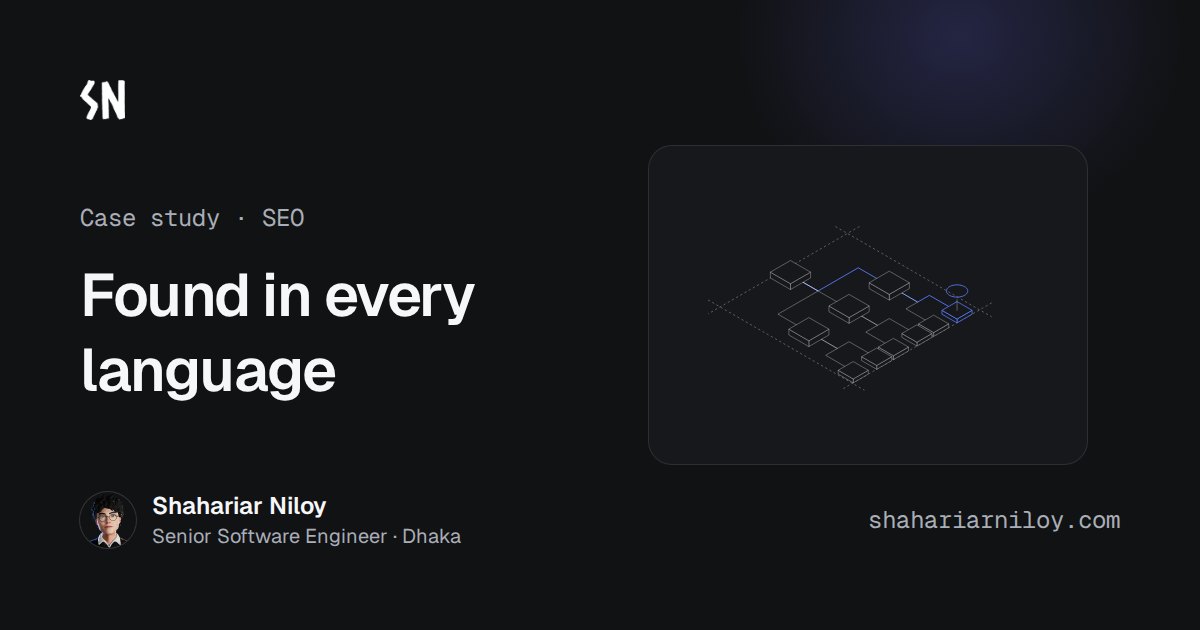 SN
Case study · SEO
Found in every
language
Shahariar Niloy
Senior Software Engineer · Dhaka
shahariarniloy.com